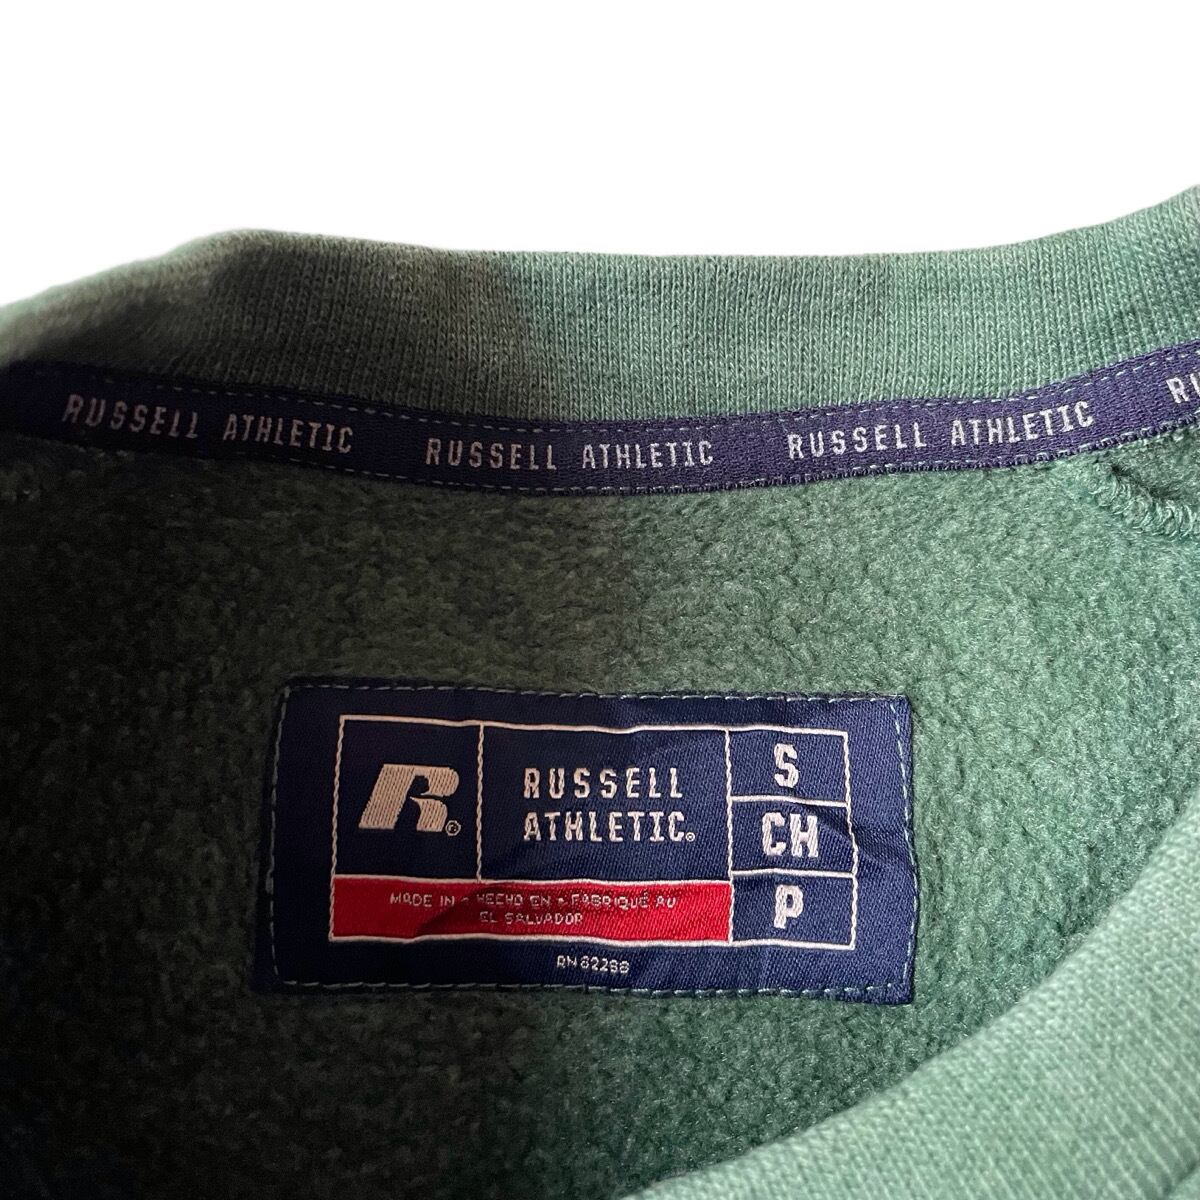 RUSSELL ATHLETIC RUSSELL ATHLETIC RUSSELL ATHLETIC RU
R®
RUSSELL
ATHLETIC®
S
CH
P
MADE IN • HECHO EN • FABRIQUÉ AU
EL SALVADOR
RN 82268